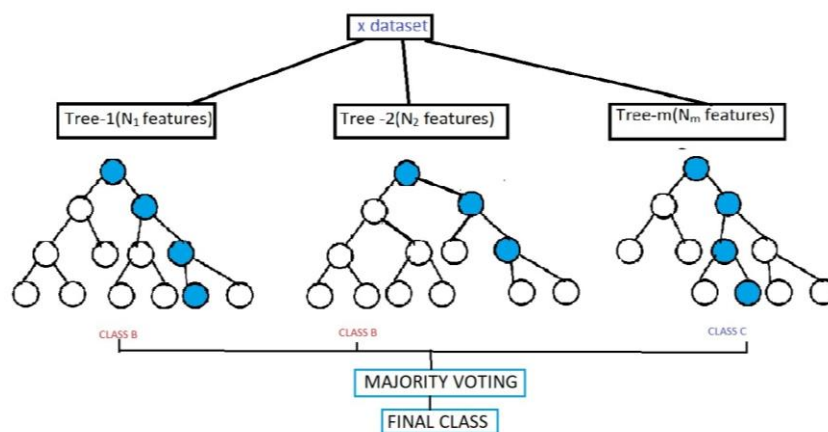 x dataset
Tree-1(N₁ features)
Tree -2(N₂ features)
Tree-m(Nₘ features)
CLASS B
CLASS B
CLASS C
MAJORITY VOTING
FINAL CLASS